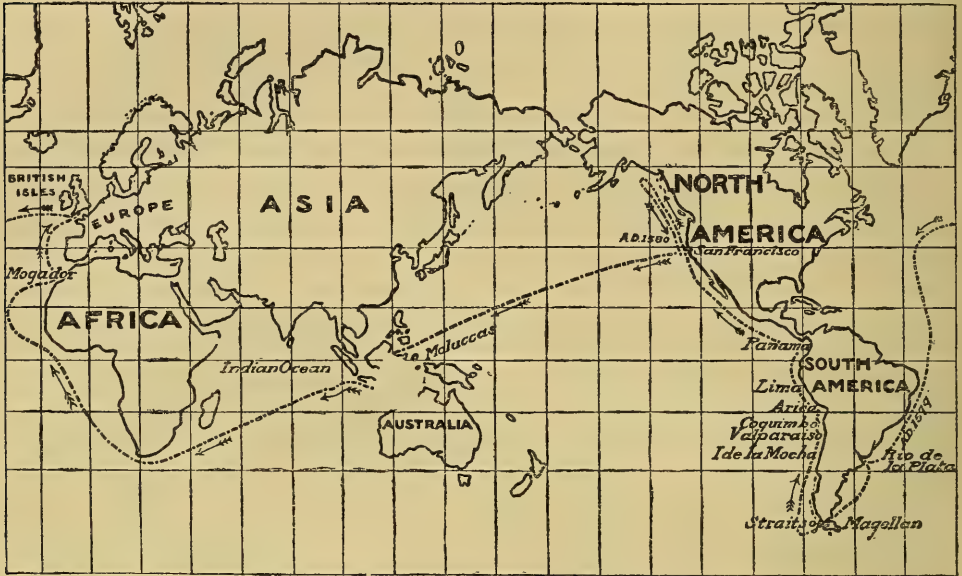 BRITISH
ISLES
EUROPE
ASIA
NORTH
AMERICA
A.D. 1580
San Francisco
Mogador
AFRICA
Indian Ocean
to Moluccas
Panama
SOUTH
AMERICA
Lima
Arica
Coquimbo
Valparaiso
I de la Mocha
AUSTRALIA
Rio de
la Plata
Straits of Magellan